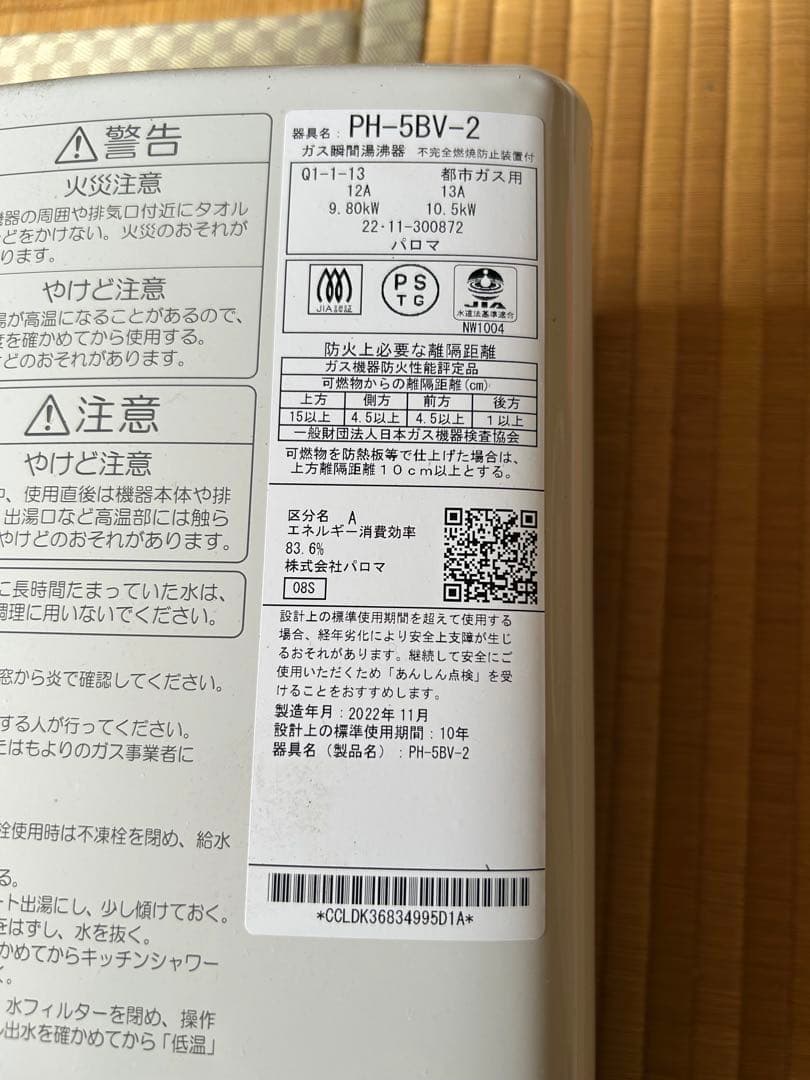 警告
火災注意
機器の周囲や排気口付近にタオル
どをかけない。火災のおそれが
ります。
やけど注意
湯が高温になることがあるので、
度を確かめてから使用する。
けどのおそれがあります。
注意
やけど注意
中、使用直後は機器本体や排
出湯口など高温部には触ら
やけどのおそれがあります。
に長時間たまっていた水は、
調理に用いないでください。
窓から炎で確認してください。
する人が行ってください。
たはもよりのガス事業者に
栓使用時は不凍栓を閉め、給水
る。
ート出湯にし、少し傾けておく。
をはずし、水を抜く。
かめてからキッチンシャワー
く。
水フィルターを閉め、操作
し出水を確かめてから「低温」
器具名: PH-5BV-2
ガス瞬間湯沸器 不完全燃焼防止装置付
Q1-1-13 都市ガス用
12A 13A
9.80kW 10.5kW
22・11-300872
パロマ
JIA認証
PS
TG
JIA
水道法基準適合
NW1004
防火上必要な離隔距離
ガス機器防火性能評定品
可燃物からの離隔距離(cm)
上方 側方 前方 後方
15以上 4.5以上 4.5以上 1以上
一般財団法人日本ガス機器検査協会
可燃物を防熱板等で仕上げた場合は、
上方離隔距離10cm以上とする。
区分名 A
エネルギー消費効率
83.6%
株式会社パロマ
08S
設計上の標準使用期間を超えて使用する
場合、経年劣化により安全上支障が生じ
るおそれがあります。継続して安全にご
使用いただくため「あんしん点検」を受
けることをおすすめします。
製造年月:2022年11月
設計上の標準使用期間:10年
器具名(製品名):PH-5BV-2
*CCLDK36834995D1A*